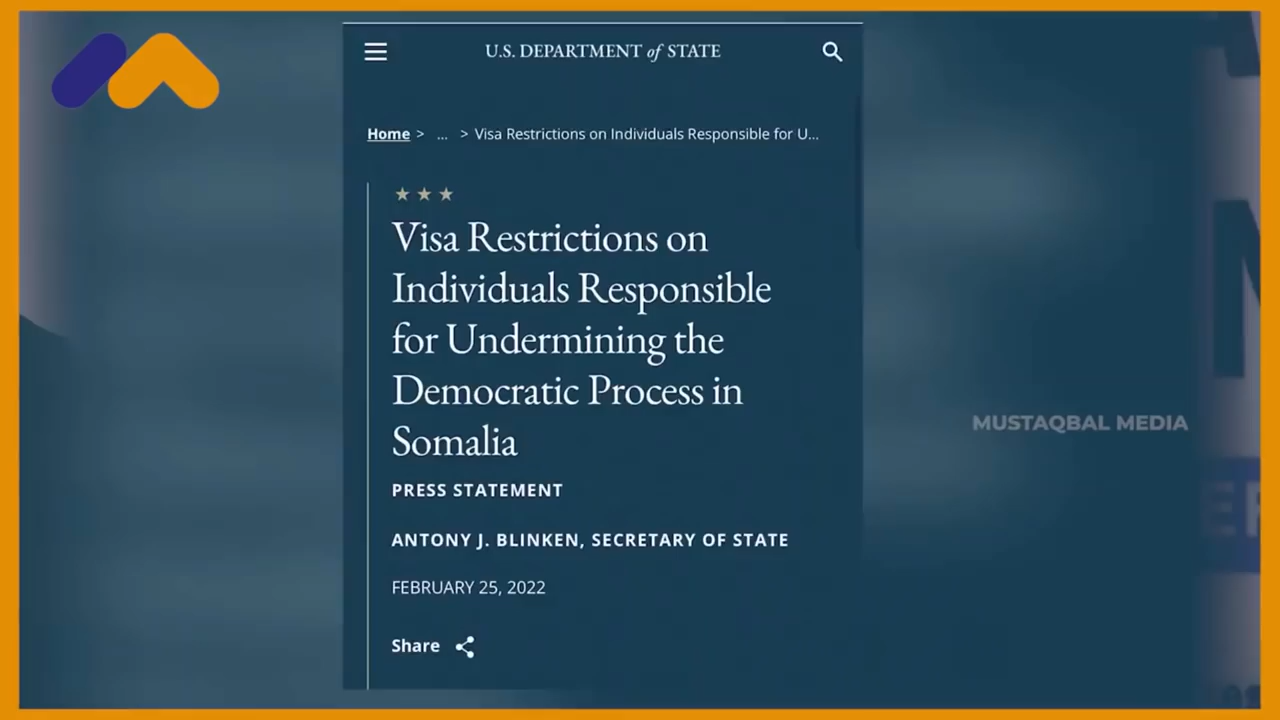 U.S. DEPARTMENT of STATE
Home > ... > Visa Restrictions on Individuals Responsible for U...
Visa Restrictions on
Individuals Responsible
for Undermining the
Democratic Process in
Somalia
PRESS STATEMENT
ANTONY J. BLINKEN, SECRETARY OF STATE
FEBRUARY 25, 2022
Share
MUSTAQBAL MEDIA